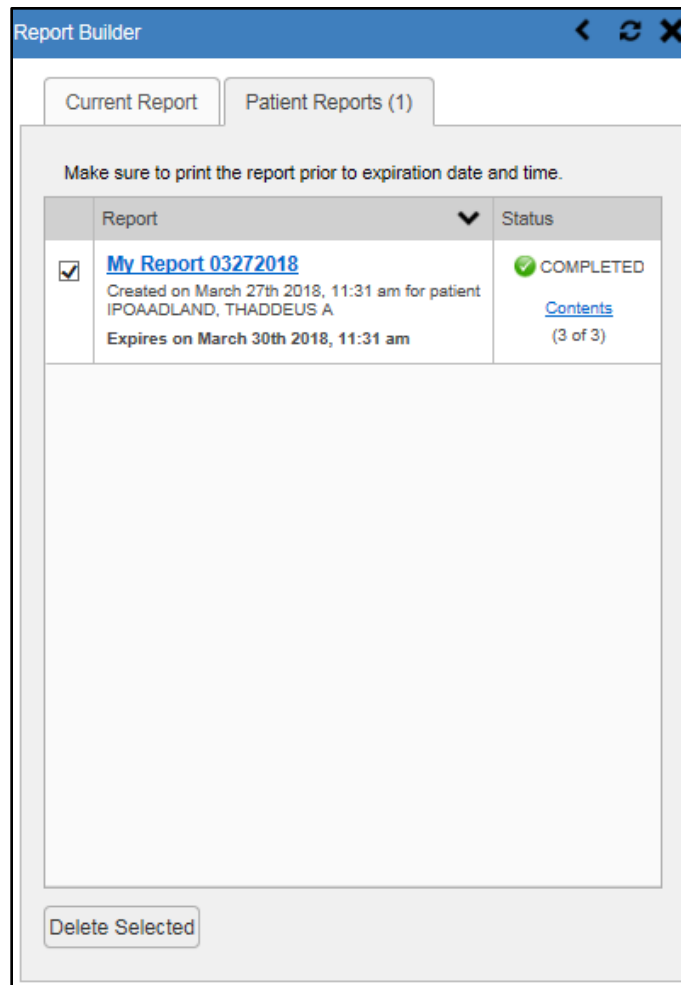 Report Builder
Current Report
Patient Reports (1)
Make sure to print the report prior to expiration date and time.
Report
Status
My Report 03272018
COMPLETED
Created on March 27th 2018, 11:31 am for patient
IPOAADLAND, THADDEUS A
Contents
Expires on March 30th 2018, 11:31 am
(3 of 3)
Delete Selected